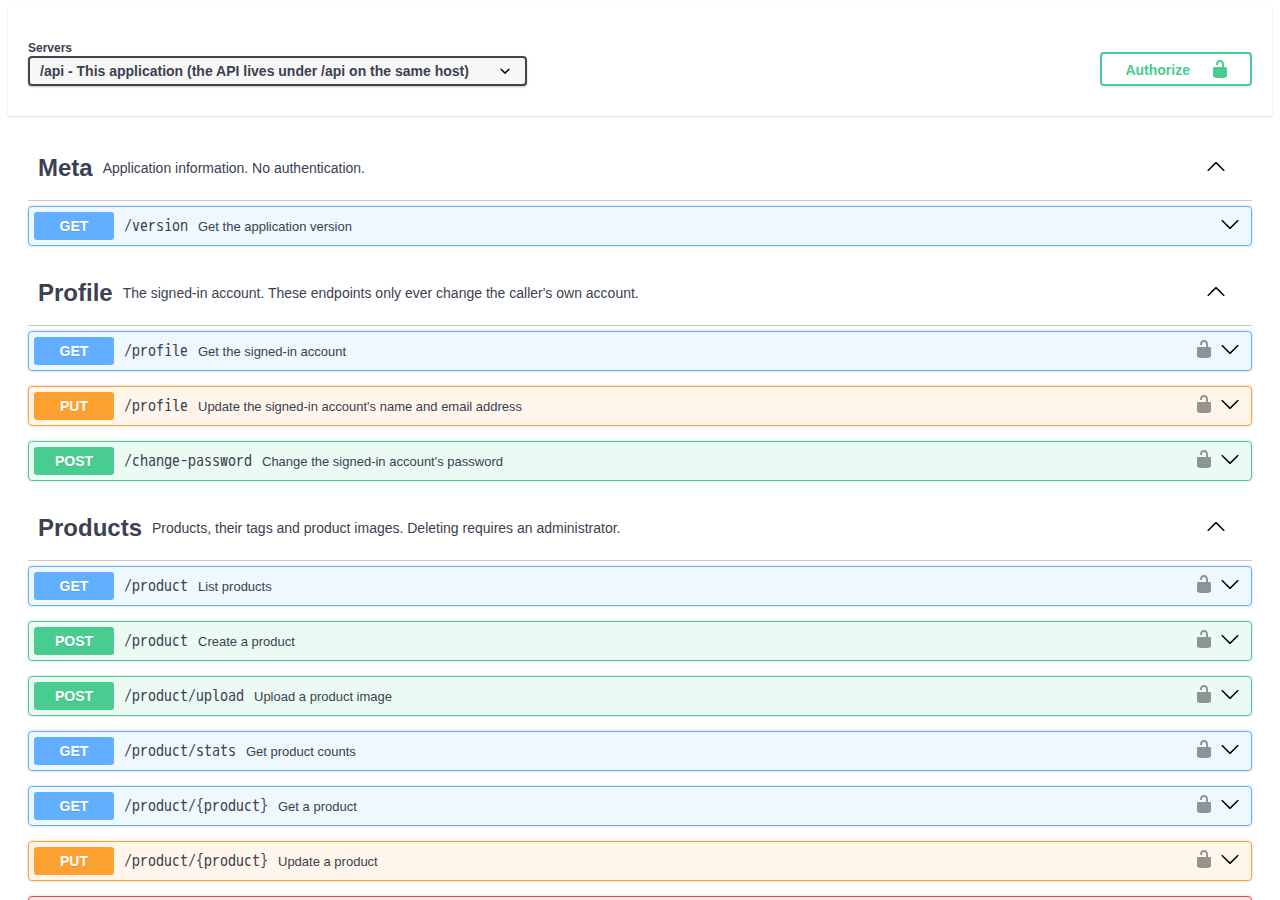 Servers
/api - This application (the API lives under /api on the same host)
Authorize
Meta Application information. No authentication.
GET /version Get the application version
Profile The signed-in account. These endpoints only ever change the caller's own account.
GET /profile Get the signed-in account
PUT /profile Update the signed-in account's name and email address
POST /change-password Change the signed-in account's password
Products Products, their tags and product images. Deleting requires an administrator.
GET /product List products
POST /product Create a product
POST /product/upload Upload a product image
GET /product/stats Get product counts
GET /product/{product} Get a product
PUT /product/{product} Update a product